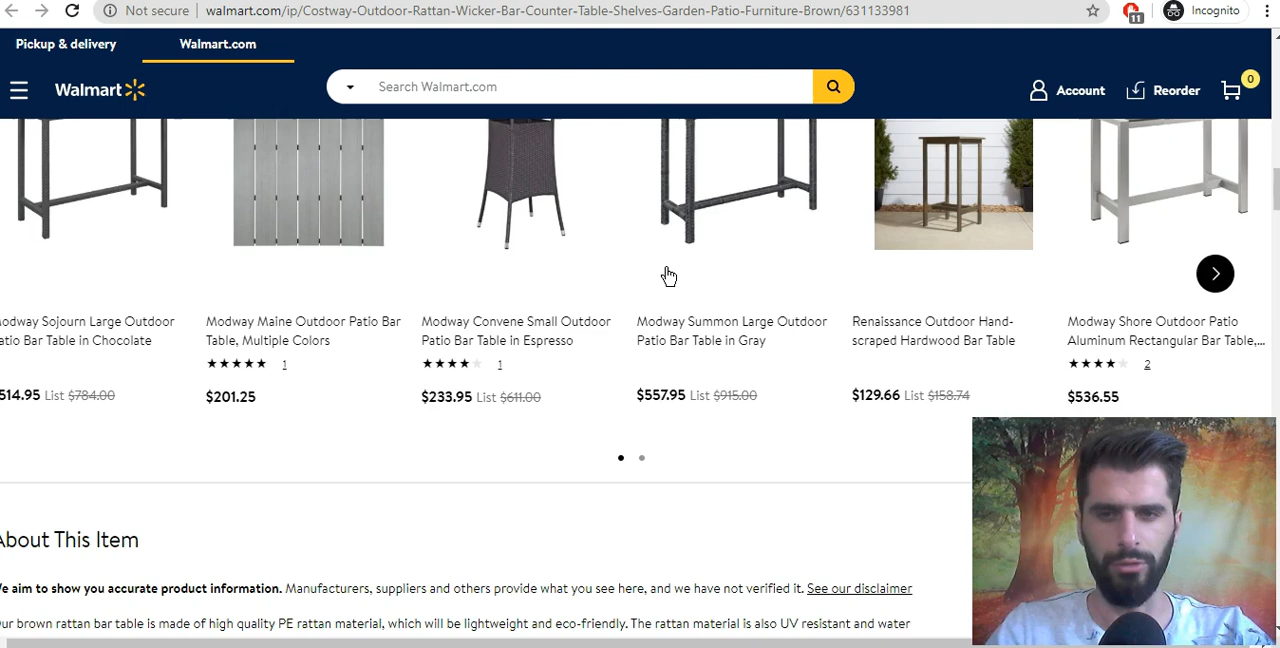 Not secure | walmart.com/ip/Costway-Outdoor-Rattan-Wicker-Bar-Counter-Table-Shelves-Garden-Patio-Furniture-Brown/631133981
11
Incognito
Pickup & delivery
Walmart.com
Walmart
Search Walmart.com
Account
Reorder
0
odway Sojourn Large Outdoor
atio Bar Table in Chocolate
514.95 List $784.00
Modway Maine Outdoor Patio Bar
Table, Multiple Colors
1
$201.25
Modway Convene Small Outdoor
Patio Bar Table in Espresso
1
$233.95 List $611.00
Modway Summon Large Outdoor
Patio Bar Table in Gray
$557.95 List $915.00
Renaissance Outdoor Hand-
scraped Hardwood Bar Table
$129.66 List $158.74
Modway Shore Outdoor Patio
Aluminum Rectangular Bar Table,...
2
$536.55
About This Item
e aim to show you accurate product information. Manufacturers, suppliers and others provide what you see here, and we have not verified it. See our disclaimer
ur brown rattan bar table is made of high quality PE rattan material, which will be lightweight and eco-friendly. The rattan material is also UV resistant and water